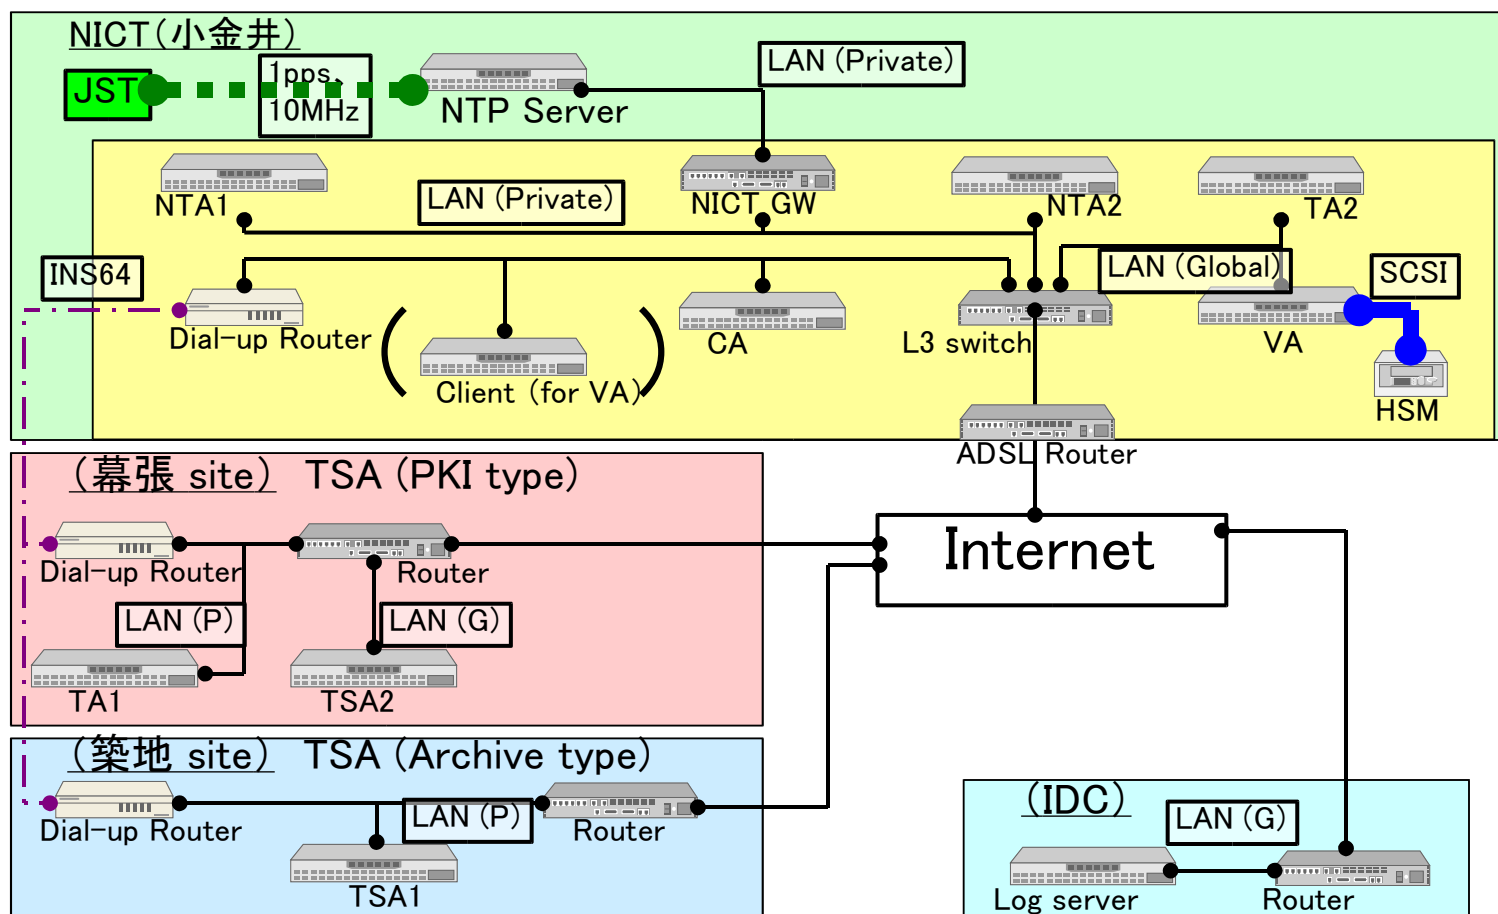 NICT(小金井)
JST
1pps、
10MHz
NTP Server
LAN (Private)
NTA1
LAN (Private)
NICT GW
NTA2
TA2
INS64
LAN (Global)
SCSI
Dial-up Router
Client (for VA)
CA
L3 switch
VA
HSM
ADSL Router
(幕張 site) TSA (PKI type)
Internet
Dial-up Router
Router
LAN (P)
LAN (G)
TA1
TSA2
(築地 site) TSA (Archive type)
LAN (P)
Dial-up Router
Router
TSA1
(IDC)
LAN (G)
Log server
Router